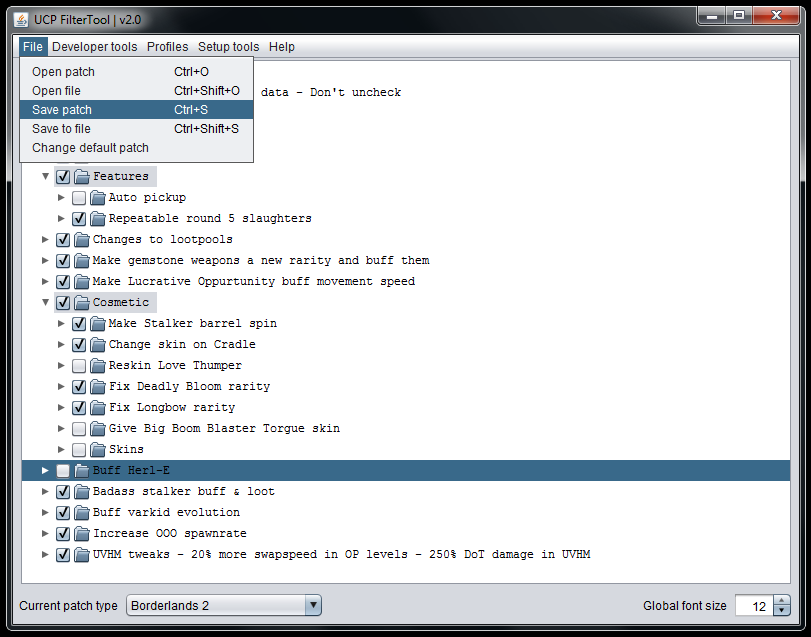 UCP FilterTool | v2.0
File Developer tools Profiles Setup tools Help
Open patch Ctrl+O
Open file Ctrl+Shift+O
data - Don't uncheck
Save patch Ctrl+S
Save to file Ctrl+Shift+S
Change default patch
Features
Auto pickup
Repeatable round 5 slaughters
Changes to lootpools
Make gemstone weapons a new rarity and buff them
Make Lucrative Oppurtunity buff movement speed
Cosmetic
Make Stalker barrel spin
Change skin on Cradle
Reskin Love Thumper
Fix Deadly Bloom rarity
Fix Longbow rarity
Give Big Boom Blaster Torgue skin
Skins
Buff Herl-E
Badass stalker buff & loot
Buff varkid evolution
Increase OOO spawnrate
UVHM tweaks - 20% more swapspeed in OP levels - 250% DoT damage in UVHM
Current patch type Borderlands 2 Global font size 12